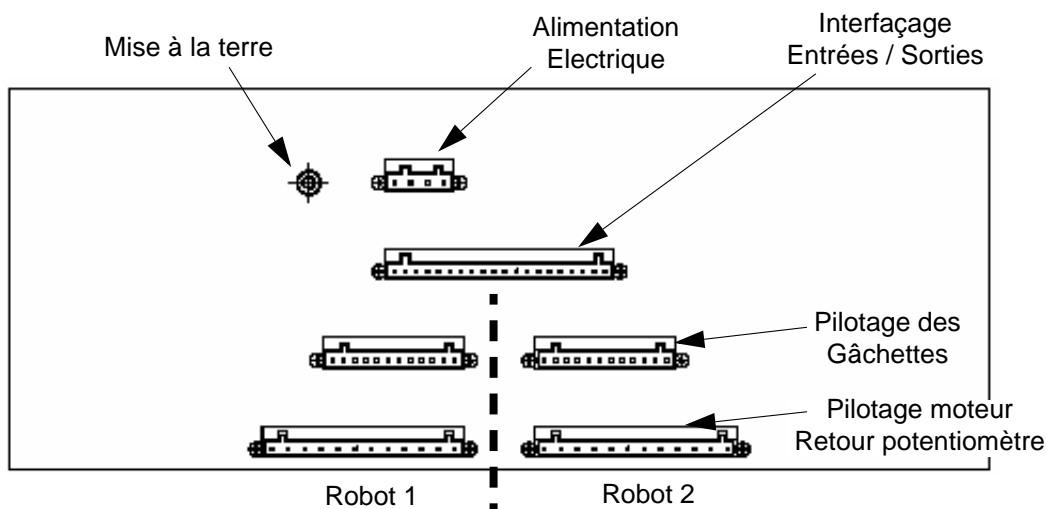 Mise à la terre
Alimentation
Electrique
Interfaçage
Entrées / Sorties
Pilotage des
Gâchettes
Pilotage moteur
Retour potentiomètre
Robot 1
Robot 2